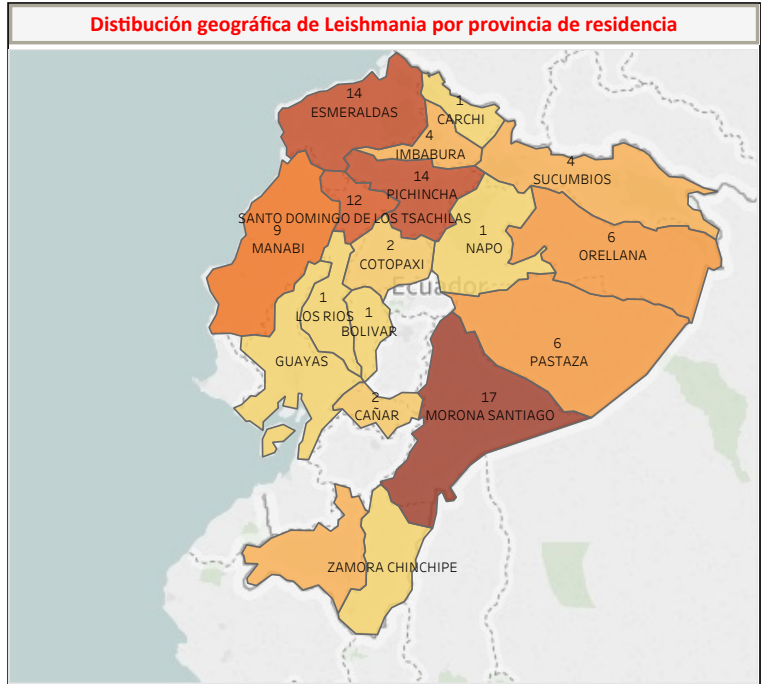 Distibución geográfica de Leishmania por provincia de residencia
14
ESMERALDAS
1
CARCHI
4
IMBABURA
4
SUCUMBIOS
14
PICHINCHA
12
SANTO DOMINGO DE LOS TSACHILAS
9
MANABI
2
COTOPAXI
1
NAPO
6
ORELLANA
Ecuador
1
LOS RIOS
1
BOLIVAR
GUAYAS
6
PASTAZA
2
CAÑAR
17
MORONA SANTIAGO
ZAMORA CHINCHIPE